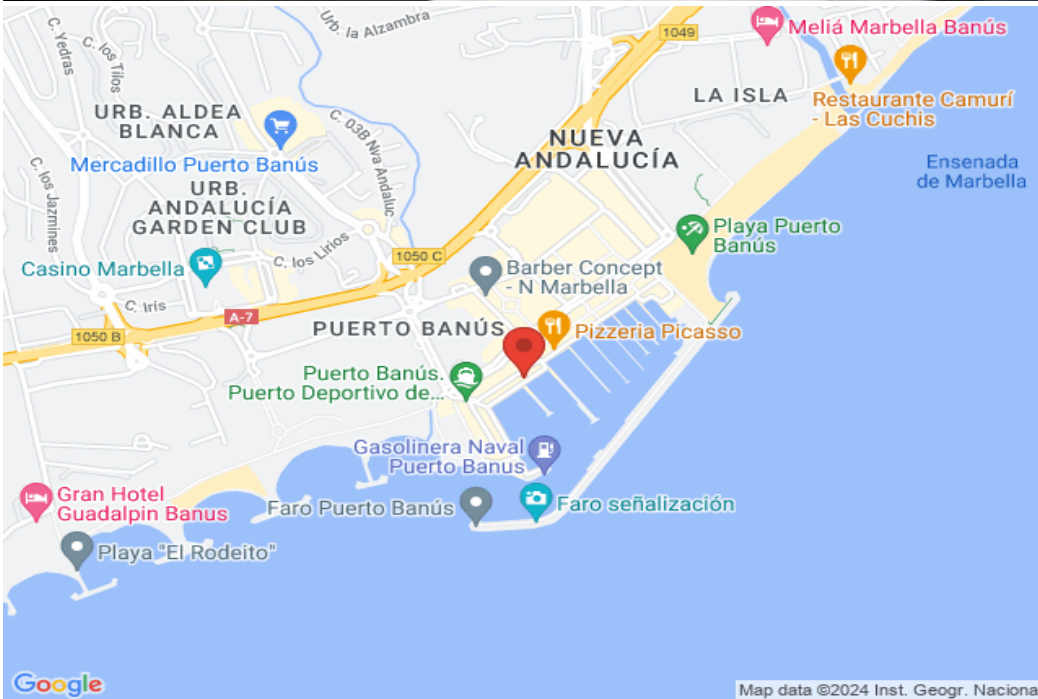 Urb. la Alzambra
1049
Meliá Marbella Banús
C. Yedras
C. los Tilos
LA ISLA
Restaurante Camurí
- Las Cuchis
URB. ALDEA
BLANCA
C. 03B Nva Andaluc
NUEVA
ANDALUCÍA
Mercadillo Puerto Banús
Ensenada
de Marbella
C. los Jazmines
URB.
ANDALUCÍA
GARDEN CLUB
Playa Puerto
Banús
C. los Lirios
1050 C
Casino Marbella
Barber Concept
- N Marbella
C. Iris
A-7
1050 B
PUERTO BANÚS
Pizzeria Picasso
Puerto Banús.
Puerto Deportivo de...
Gasolinera Naval
Puerto Banus
Gran Hotel
Guadalpin Banus
Faro Puerto Banús
Faro señalización
Playa "El Rodeito"
Google
Map data ©2024 Inst. Geogr. Naciona